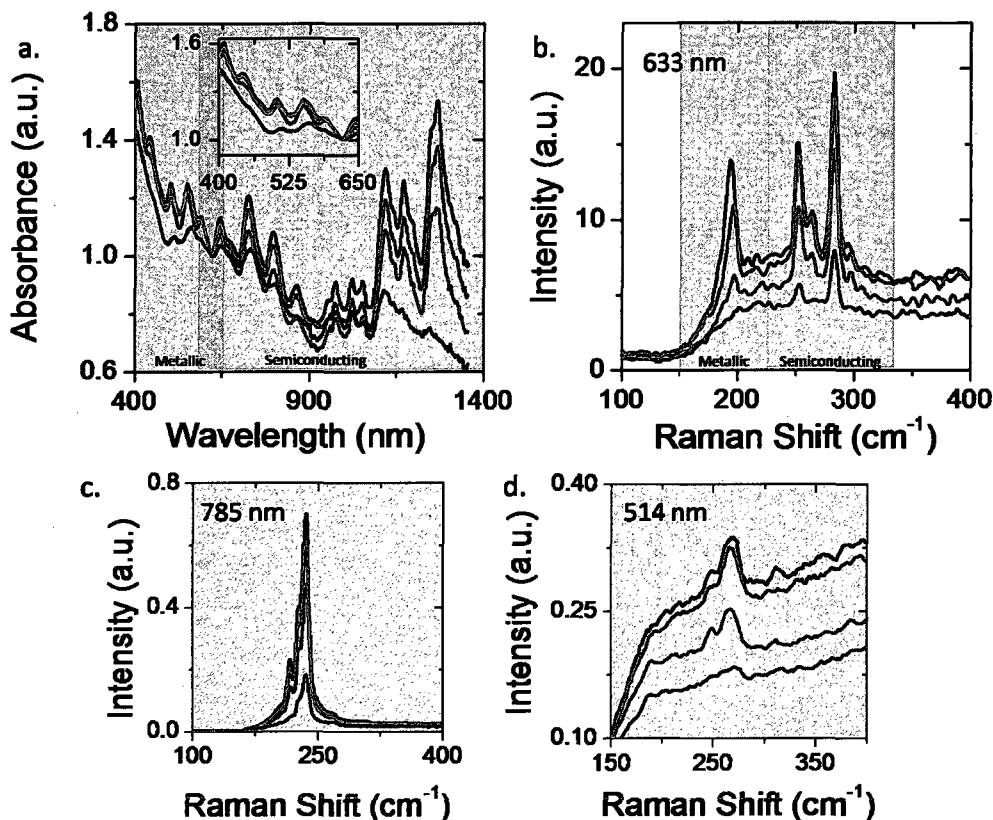 a.
1.8
1.4
1.0
0.6
Absorbance (a.u.)
1.6
1.0
400 525 650
Metallic
Semiconducting
400 900 1400
Wavelength (nm)
b.
633 nm
20
10
0
Intensity (a.u.)
Metallic
Semiconducting
100 200 300 400
Raman Shift (cm⁻¹)
c.
785 nm
0.8
0.4
0.0
Intensity (a.u.)
100 250 400
Raman Shift (cm⁻¹)
d.
514 nm
0.40
0.25
0.10
Intensity (a.u.)
150 250 350
Raman Shift (cm⁻¹)